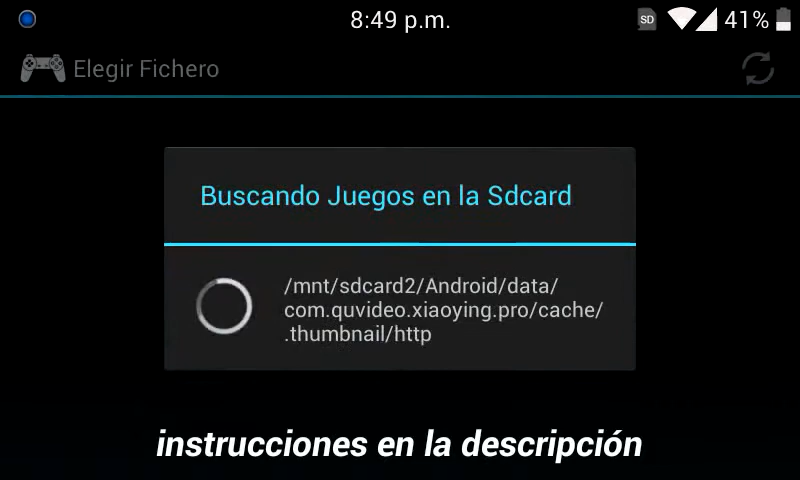 8:49 p.m.
SD
41%
Elegir Fichero
Buscando Juegos en la Sdcard
/mnt/sdcard2/Android/data/
com.quvideo.xiaoying.pro/cache/
.thumbnail/http
instrucciones en la descripción